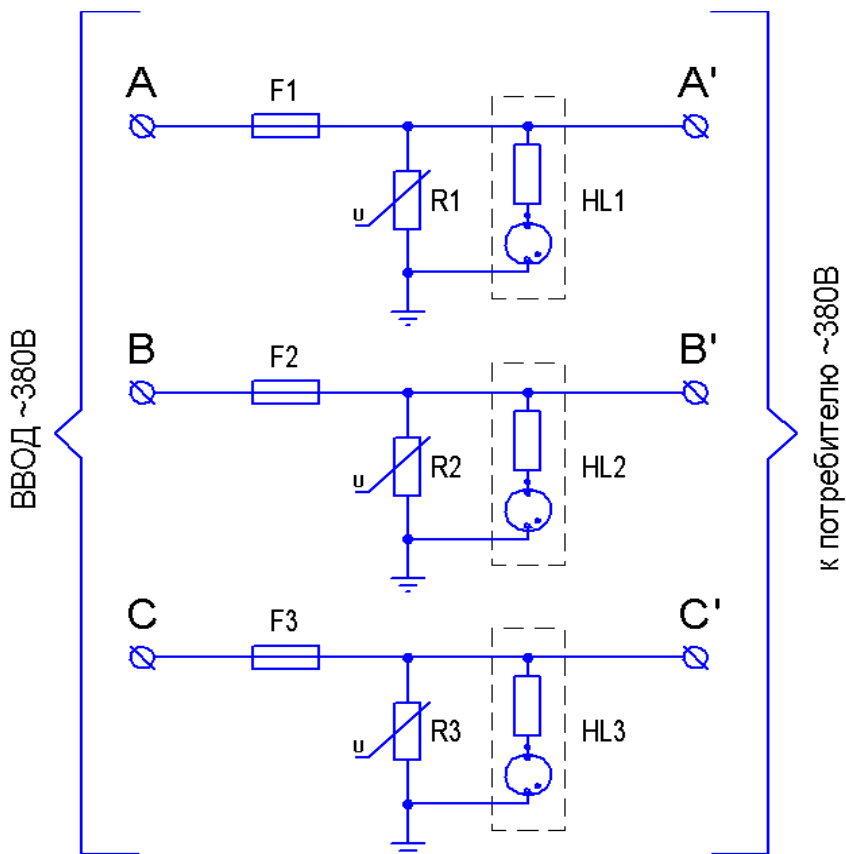 A F1 A'
U R1 HL1
B F2 B'
U R2 HL2
C F3 C'
U R3 HL3
ВВОД ~380В
к потребителю ~380В